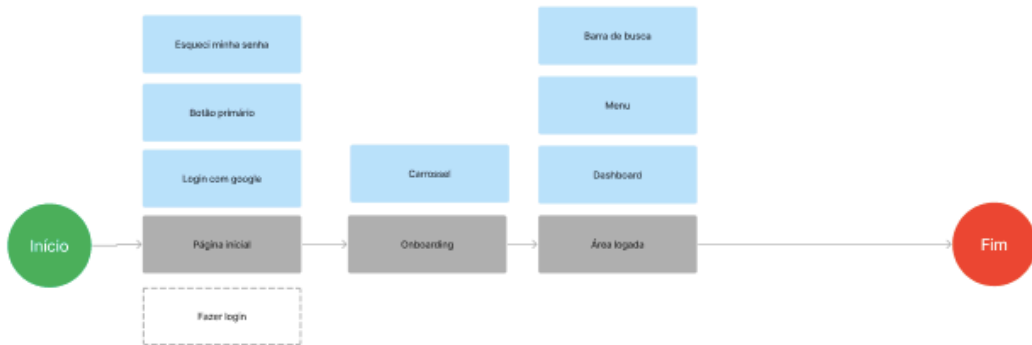 Esqueci minha senha
Botão primário
Login com google
Carrossel
Barra de busca
Menu
Dashboard
Início
Página inicial
Onboarding
Área logada
Fim
Fazer login